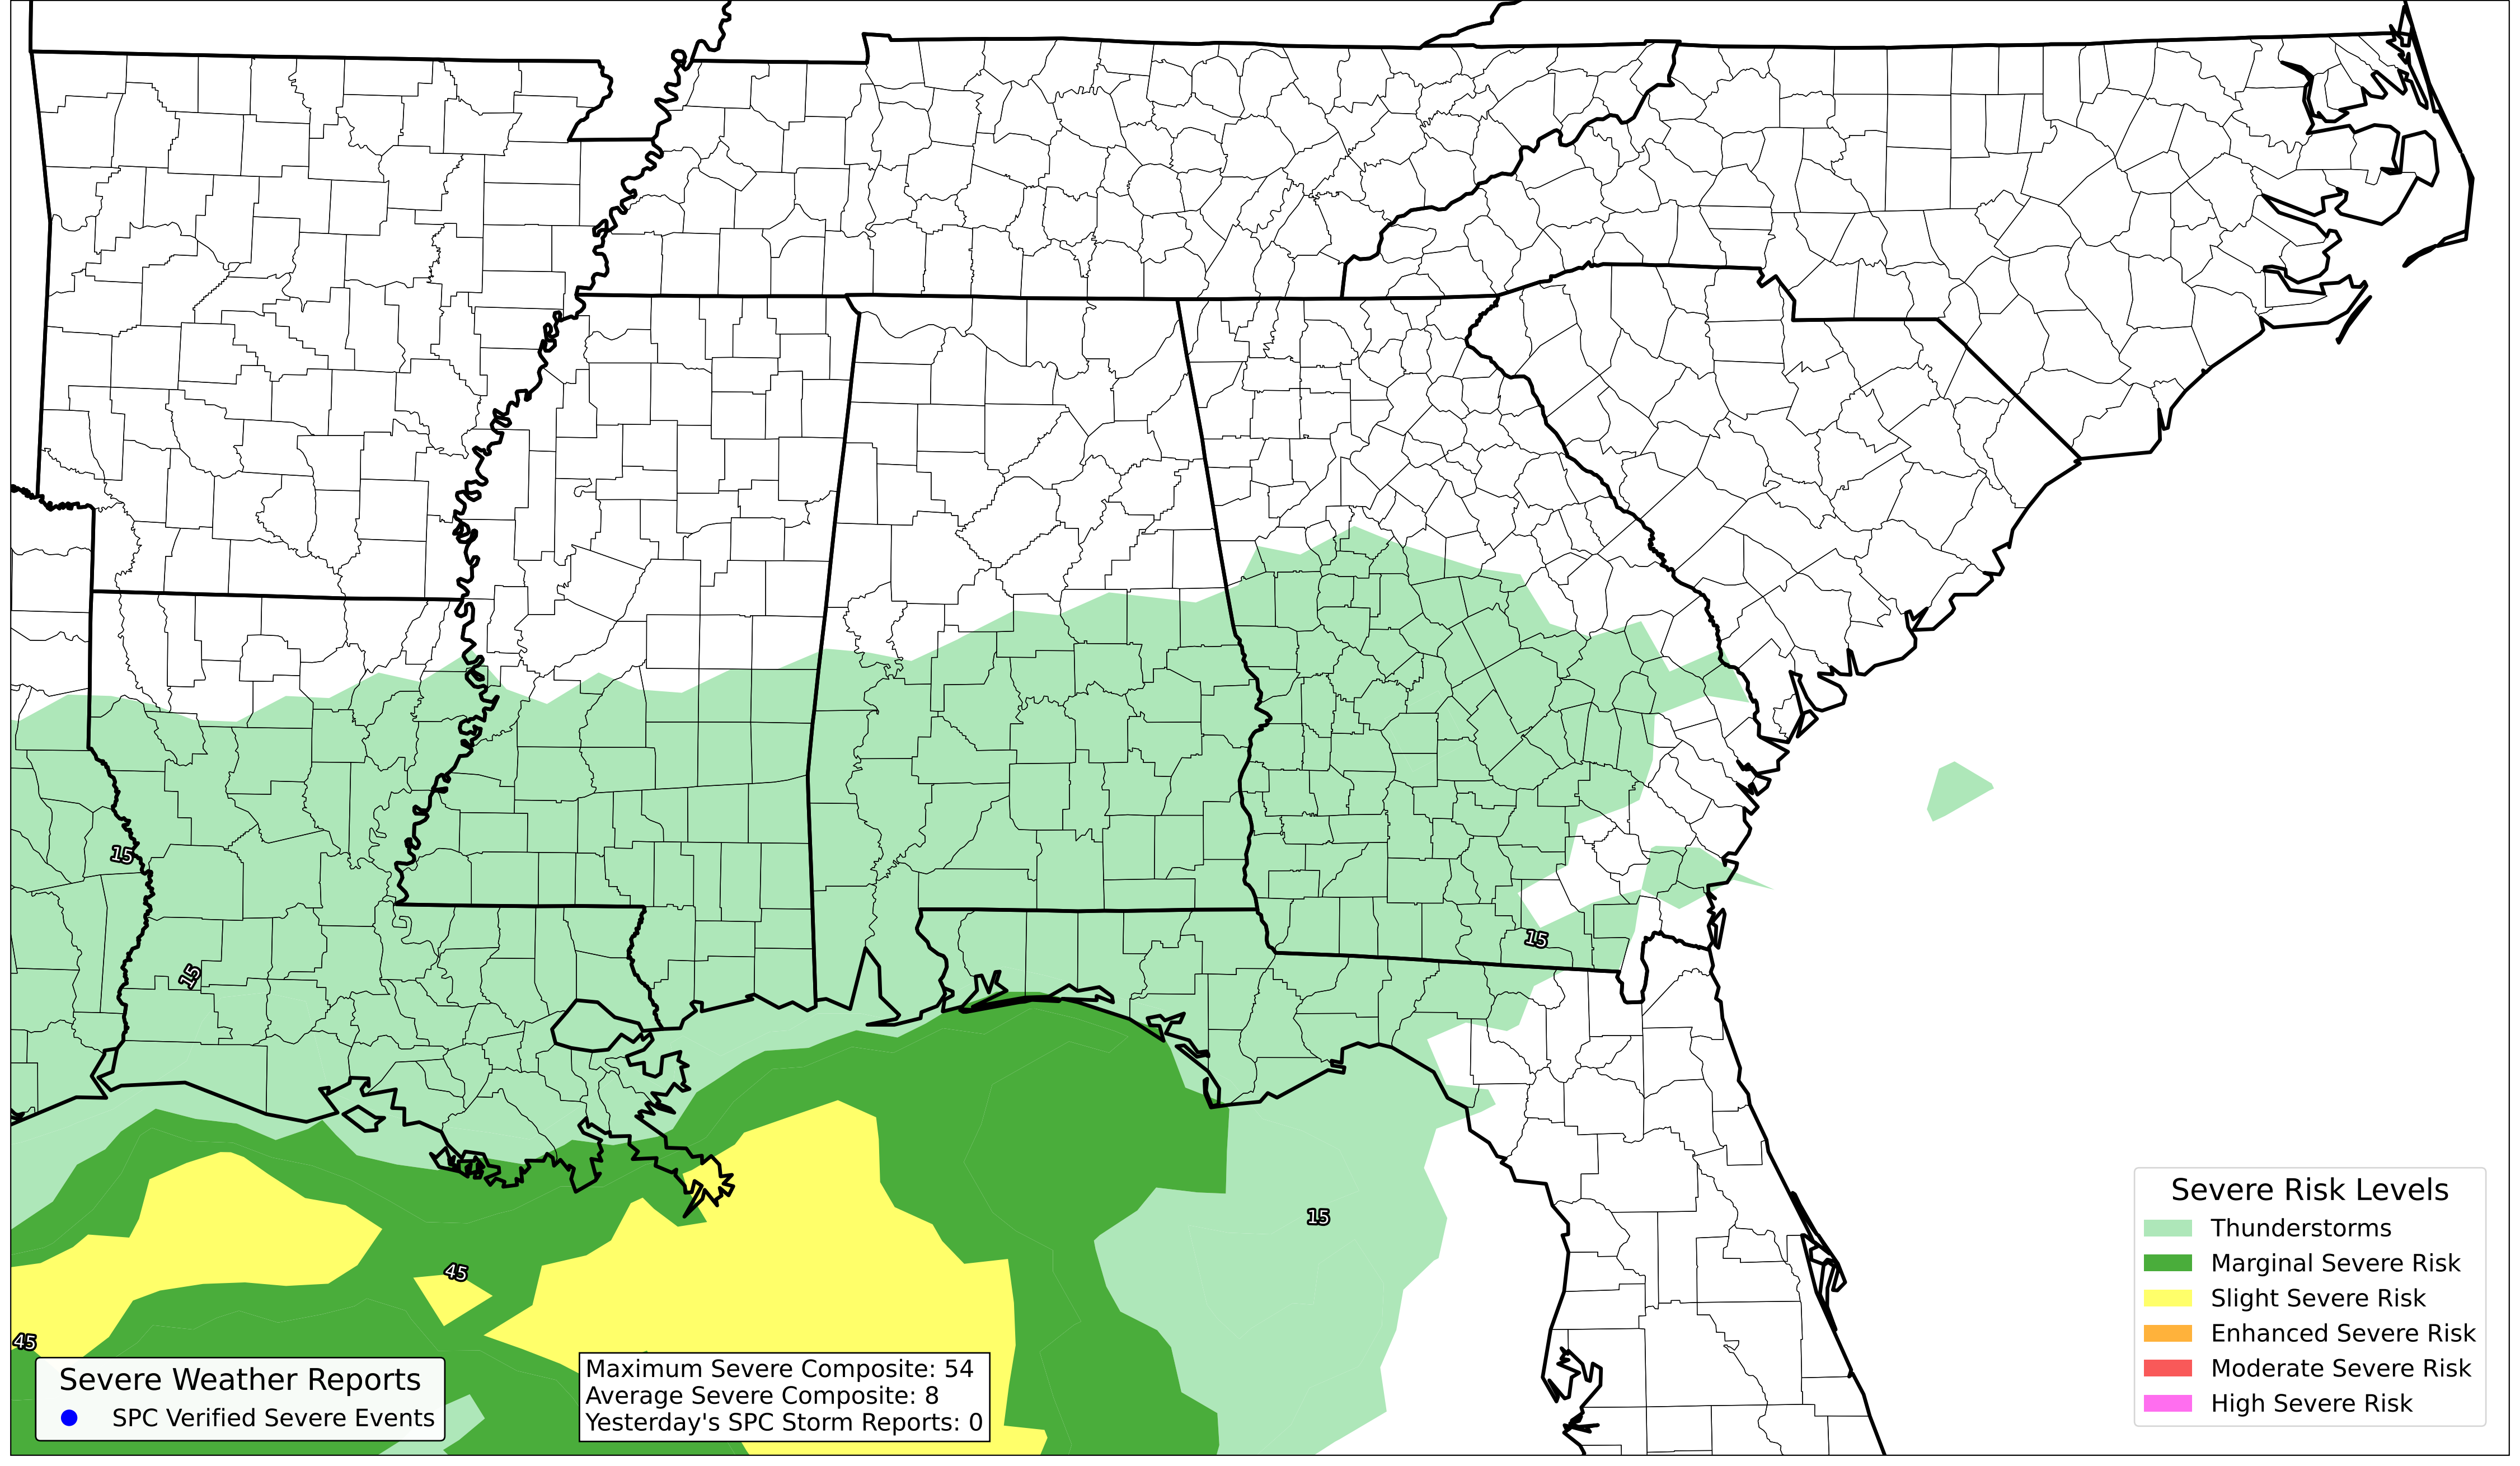 15
15
15
15
45
45
Severe Weather Reports
SPC Verified Severe Events
Maximum Severe Composite: 54
Average Severe Composite: 8
Yesterday's SPC Storm Reports: 0
Severe Risk Levels
Thunderstorms
Marginal Severe Risk
Slight Severe Risk
Enhanced Severe Risk
Moderate Severe Risk
High Severe Risk